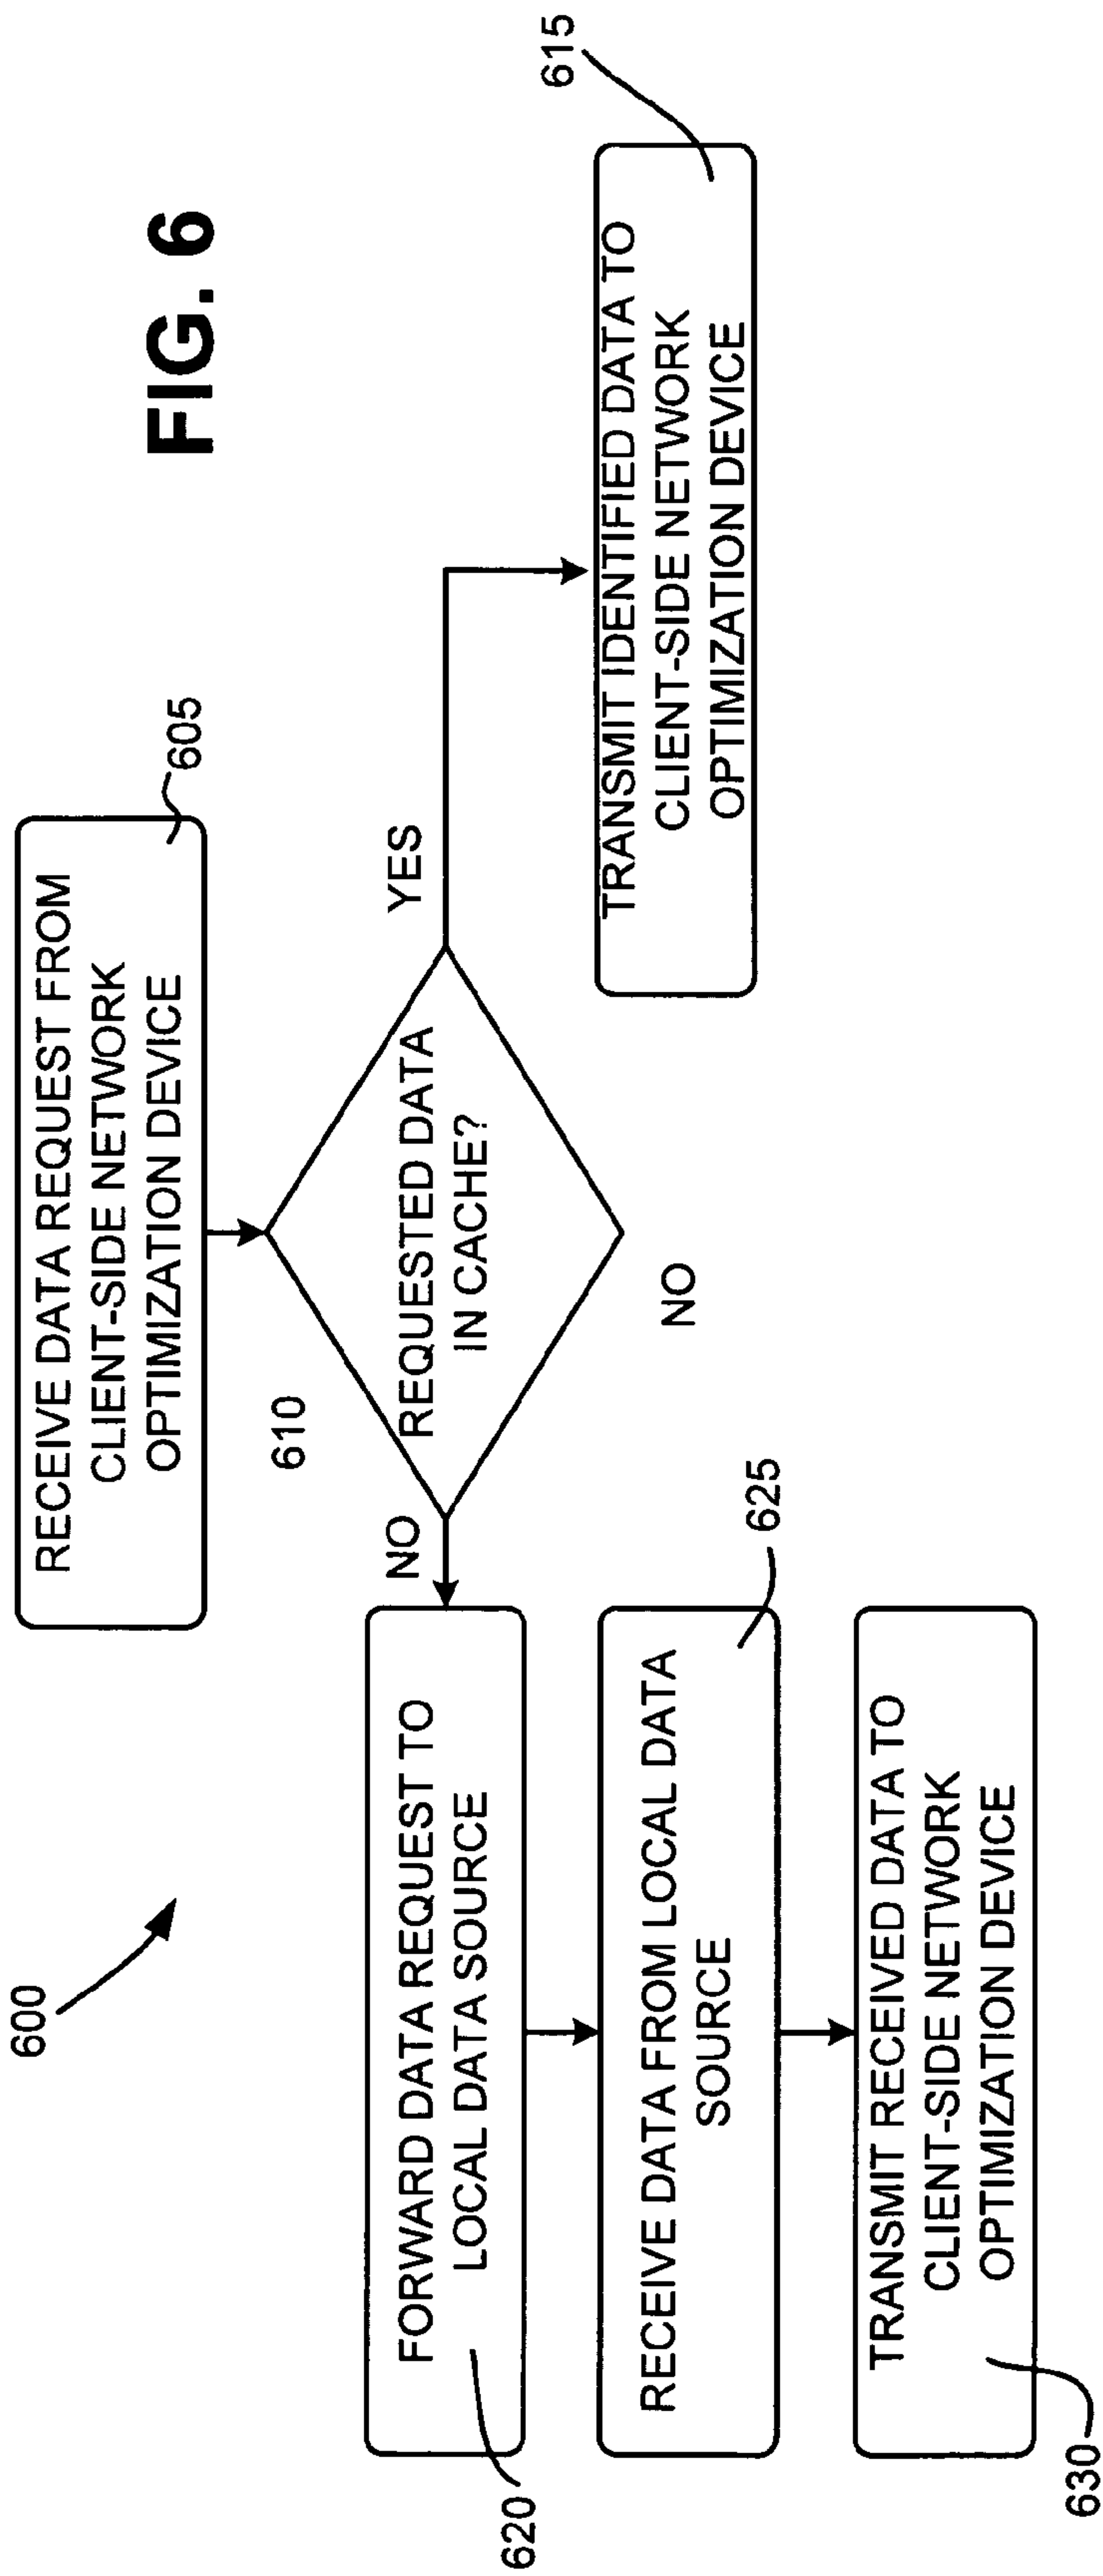 FIG. 6
600
RECEIVE DATA REQUEST FROM
CLIENT-SIDE NETWORK
OPTIMIZATION DEVICE
605
610
REQUESTED DATA
IN CACHE?
YES
NO
NO
TRANSMIT IDENTIFIED DATA TO
CLIENT-SIDE NETWORK
OPTIMIZATION DEVICE
615
FORWARD DATA REQUEST TO
LOCAL DATA SOURCE
620
RECEIVE DATA FROM LOCAL DATA
SOURCE
625
TRANSMIT RECEIVED DATA TO
CLIENT-SIDE NETWORK
OPTIMIZATION DEVICE
630